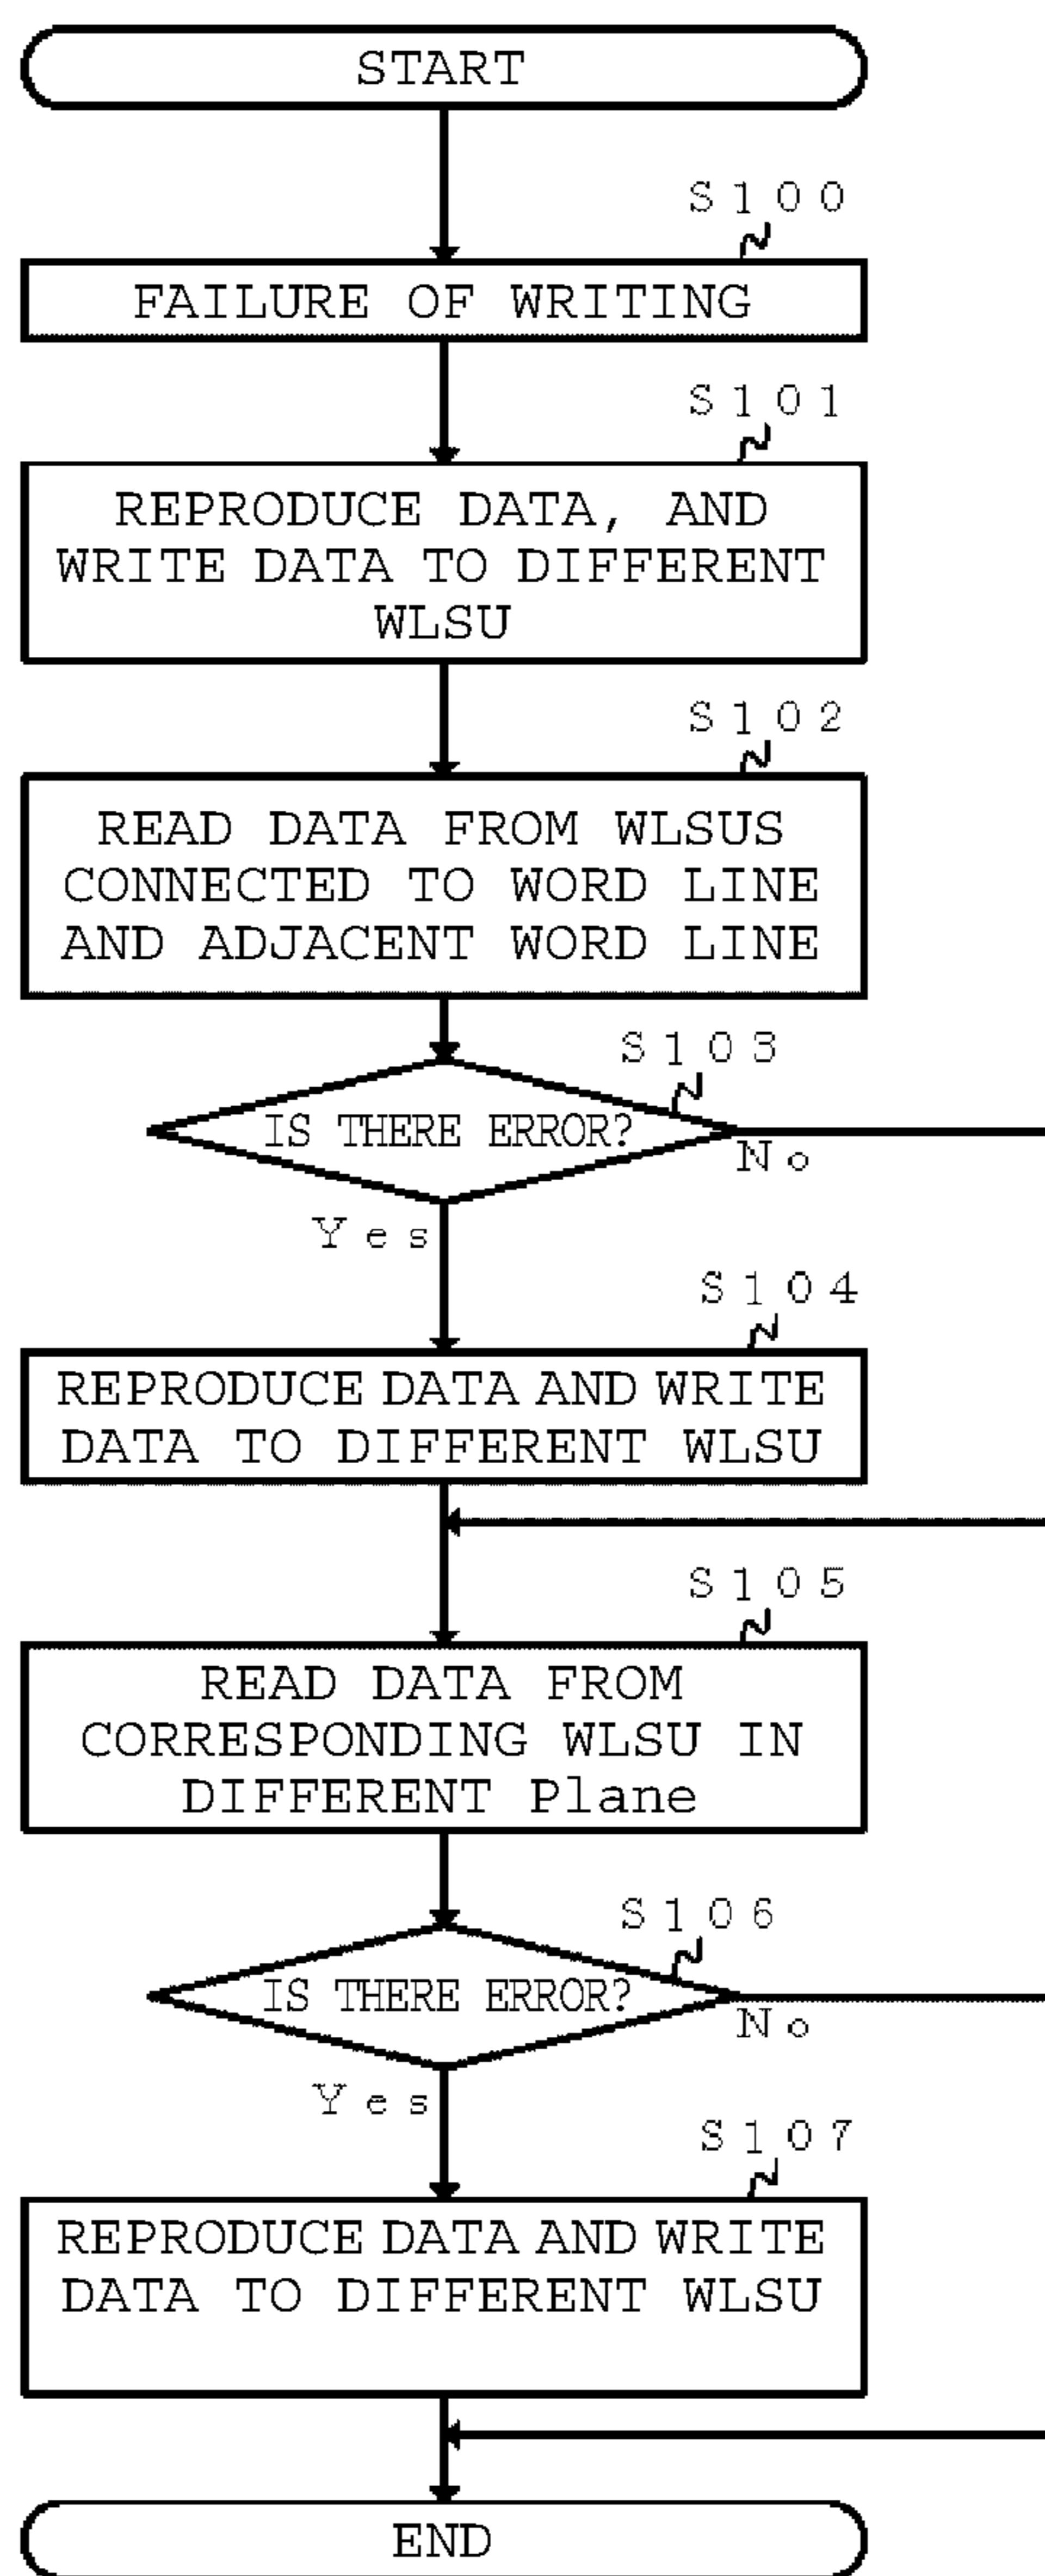 START
S100
FAILURE OF WRITING
S101
REPRODUCE DATA, AND
WRITE DATA TO DIFFERENT
WLSU
S102
READ DATA FROM WLSUS
CONNECTED TO WORD LINE
AND ADJACENT WORD LINE
S103
IS THERE ERROR?
No
Yes
S104
REPRODUCE DATA AND WRITE
DATA TO DIFFERENT WLSU
S105
READ DATA FROM
CORRESPONDING WLSU IN
DIFFERENT Plane
S106
IS THERE ERROR?
No
Yes
S107
REPRODUCE DATA AND WRITE
DATA TO DIFFERENT WLSU
END